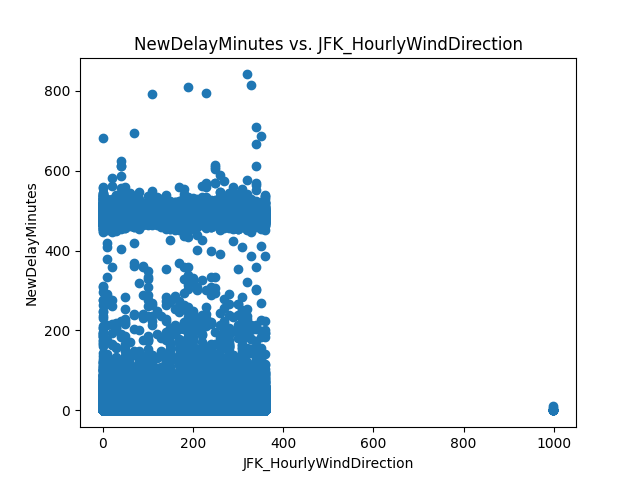 NewDelayMinutes vs. JFK_HourlyWindDirection
800
600
400
200
0
NewDelayMinutes
0 200 400 600 800 1000
JFK_HourlyWindDirection